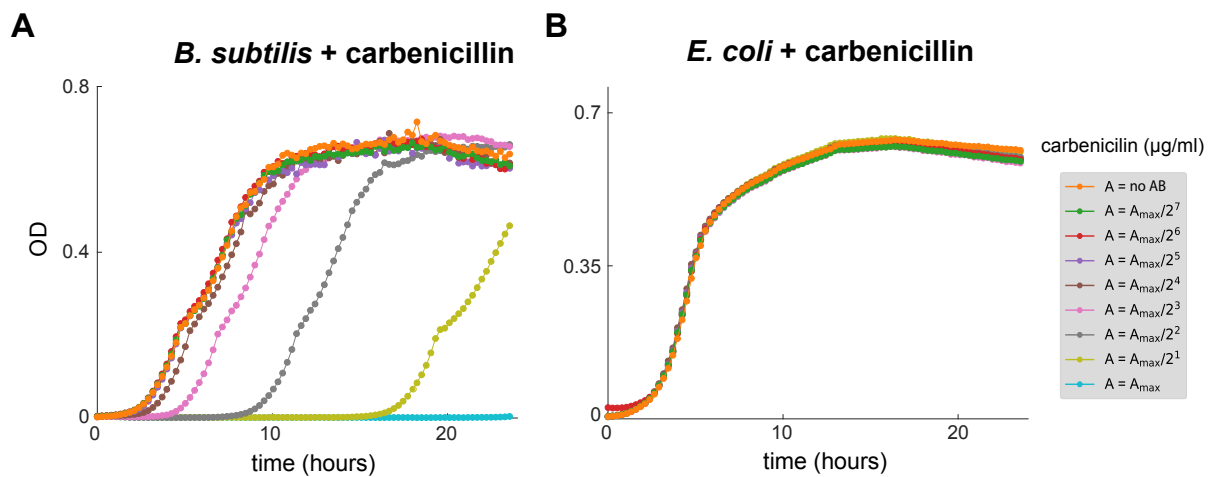 A
B. subtilis + carbenicillin
OD
0.8
0.4
0
0
10
20
time (hours)
B
E. coli + carbenicillin
0.7
0.35
0
0
10
20
time (hours)
carbenicilin (µg/ml)
A = no AB
A = Amax/2⁷
A = Amax/2⁶
A = Amax/2⁵
A = Amax/2⁴
A = Amax/2³
A = Amax/2²
A = Amax/2¹
A = Amax